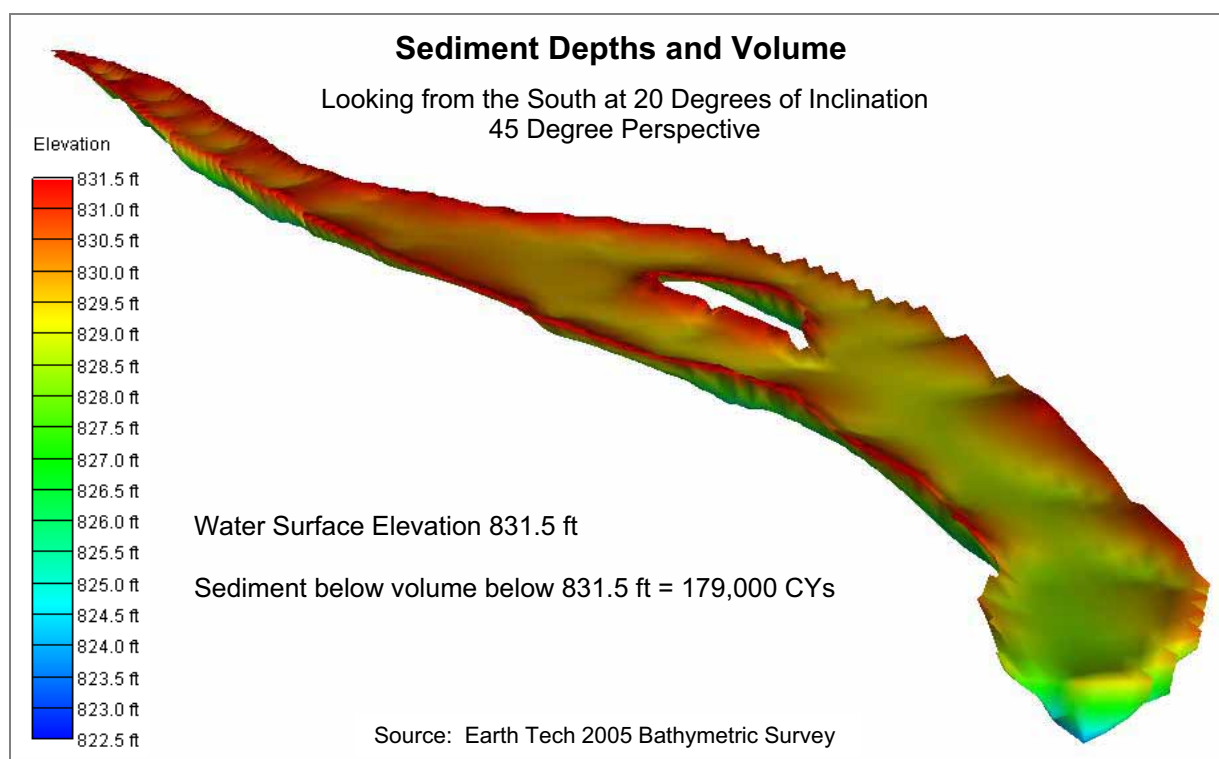 Sediment Depths and Volume
Looking from the South at 20 Degrees of Inclination
45 Degree Perspective
Elevation
831.5 ft
831.0 ft
830.5 ft
830.0 ft
829.5 ft
829.0 ft
828.5 ft
828.0 ft
827.5 ft
827.0 ft
826.5 ft
826.0 ft
825.5 ft
825.0 ft
824.5 ft
824.0 ft
823.5 ft
823.0 ft
822.5 ft
Water Surface Elevation 831.5 ft
Sediment below volume below 831.5 ft = 179,000 CYs
Source: Earth Tech 2005 Bathymetric Survey